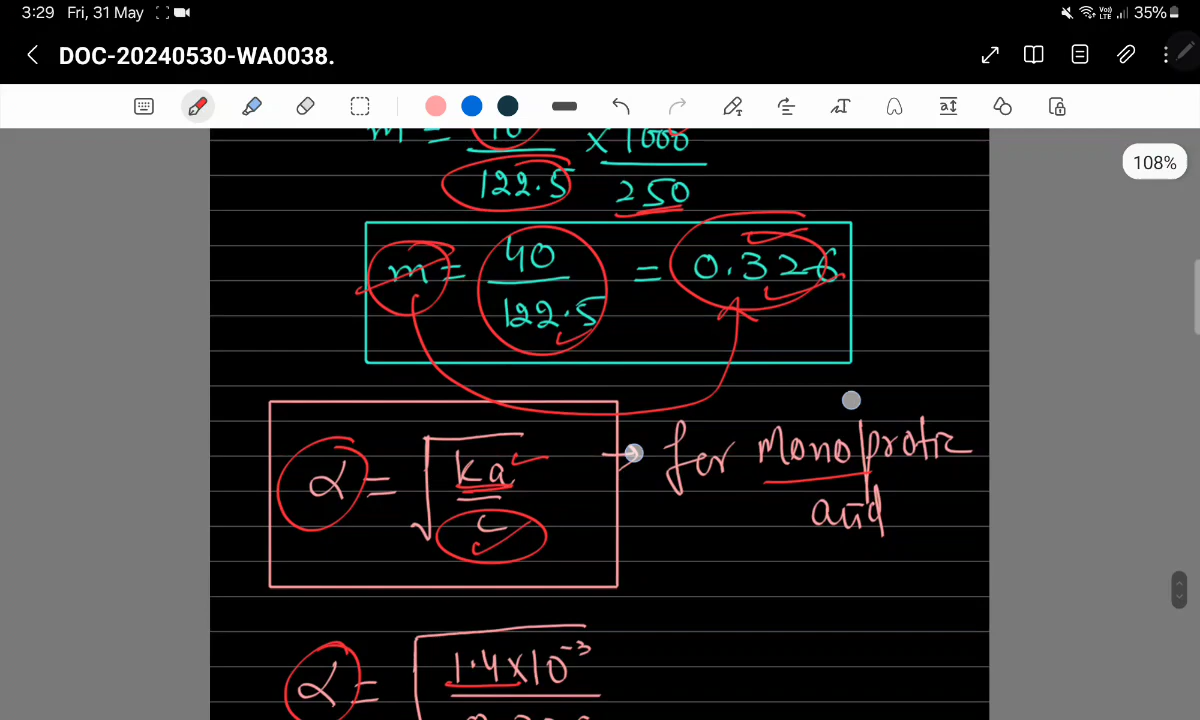 3:29 Fri, 31 May
35%
DOC-20240530-WA0038.
108%
m = 10/122.5 × 1000/250
m = 40/122.5 = 0.326
α = √ka/c → for Monoprotic
acid
α = √1.4×10⁻³